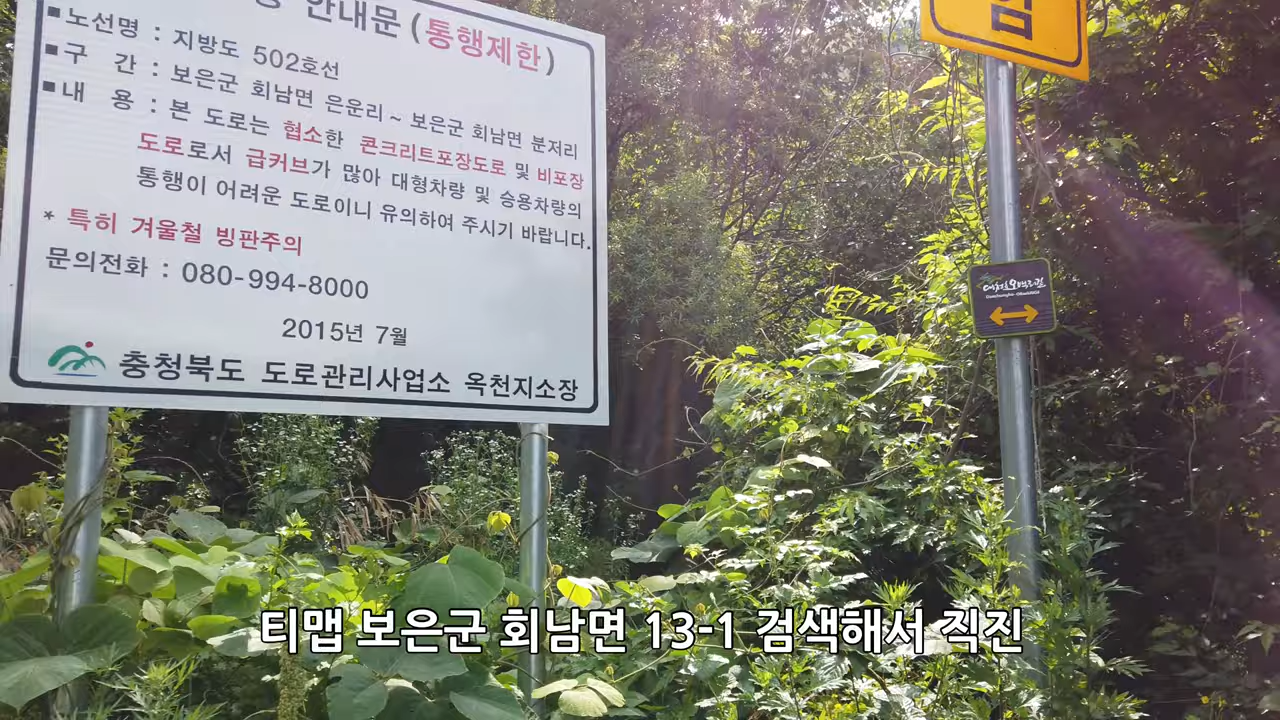 안내문 (통행제한)
■노선명 : 지방도 502호선
■구 간 : 보은군 회남면 은운리 ~ 보은군 회남면 분저리
■내 용 : 본 도로는 협소한 콘크리트포장도로 및 비포장
도로로서 급커브가 많아 대형차량 및 승용차량의
통행이 어려운 도로이니 유의하여 주시기 바랍니다.
* 특히 겨울철 빙판주의
문의전화 : 080-994-8000
2015년 7월
충청북도 도로관리사업소 옥천지소장
대청호오백리길
티맵 보은군 회남면 13-1 검색해서 직진